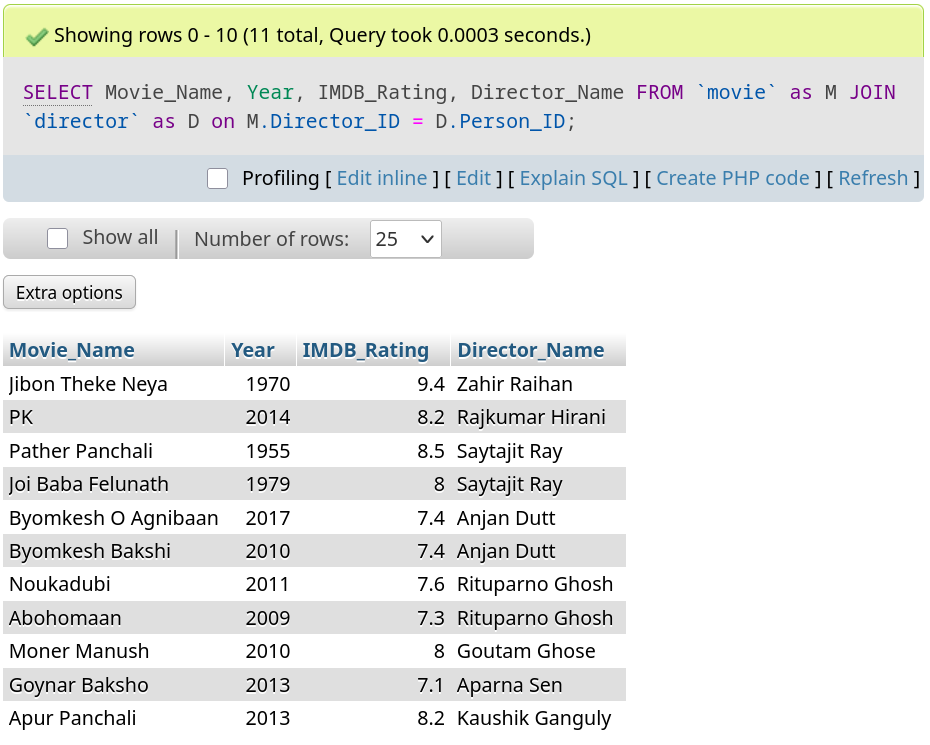 Showing rows 0 - 10 (11 total, Query took 0.0003 seconds.)
SELECT Movie_Name, Year, IMDB_Rating, Director_Name FROM `movie` as M JOIN
`director` as D on M.Director_ID = D.Person_ID;
Profiling [ Edit inline ] [ Edit ] [ Explain SQL ] [ Create PHP code ] [ Refresh ]
Show all Number of rows: 25
Extra options
Movie_Name Year IMDB_Rating Director_Name
Jibon Theke Neya 1970 9.4 Zahir Raihan
PK 2014 8.2 Rajkumar Hirani
Pather Panchali 1955 8.5 Saytajit Ray
Joi Baba Felunath 1979 8 Saytajit Ray
Byomkesh O Agnibaan 2017 7.4 Anjan Dutt
Byomkesh Bakshi 2010 7.4 Anjan Dutt
Noukadubi 2011 7.6 Rituparno Ghosh
Abohomaan 2009 7.3 Rituparno Ghosh
Moner Manush 2010 8 Goutam Ghose
Goynar Baksho 2013 7.1 Aparna Sen
Apur Panchali 2013 8.2 Kaushik Ganguly